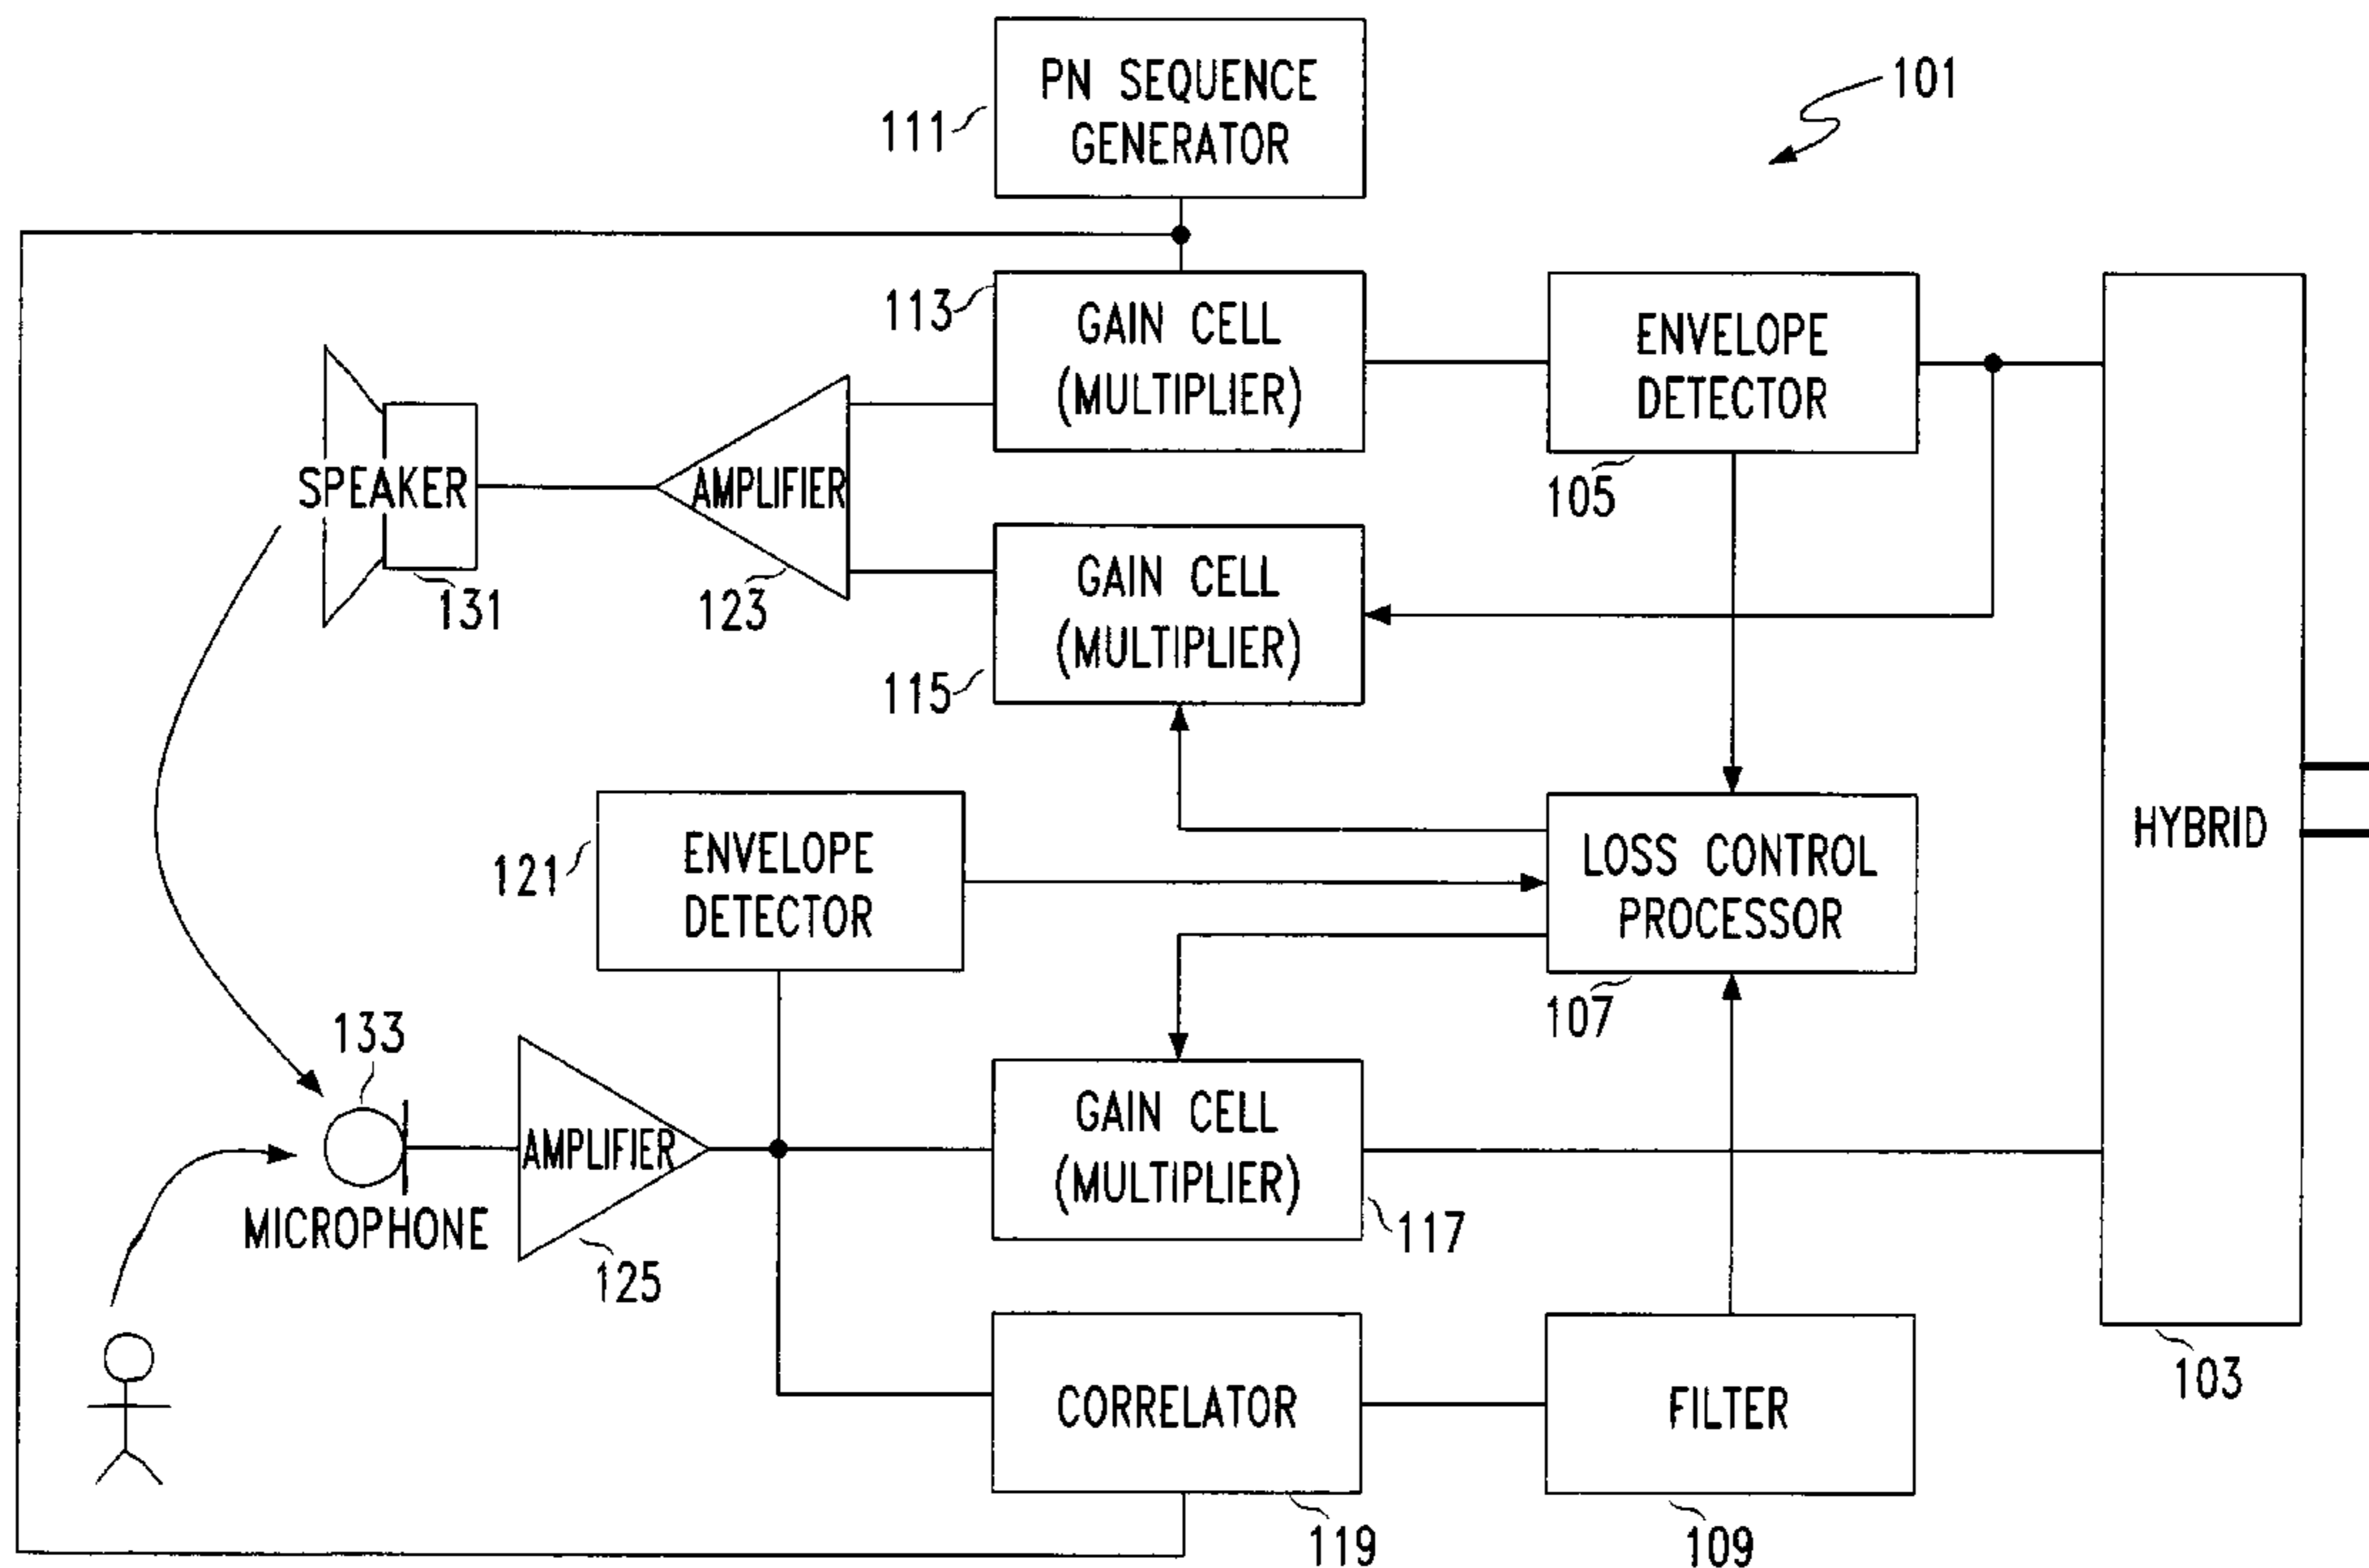 PN SEQUENCE
GENERATOR
111
101
113
GAIN CELL
(MULTIPLIER)
ENVELOPE
DETECTOR
105
SPEAKER
131
AMPLIFIER
123
GAIN CELL
(MULTIPLIER)
115
121
ENVELOPE
DETECTOR
LOSS CONTROL
PROCESSOR
107
HYBRID
103
133
MICROPHONE
AMPLIFIER
125
GAIN CELL
(MULTIPLIER)
117
CORRELATOR
119
FILTER
109